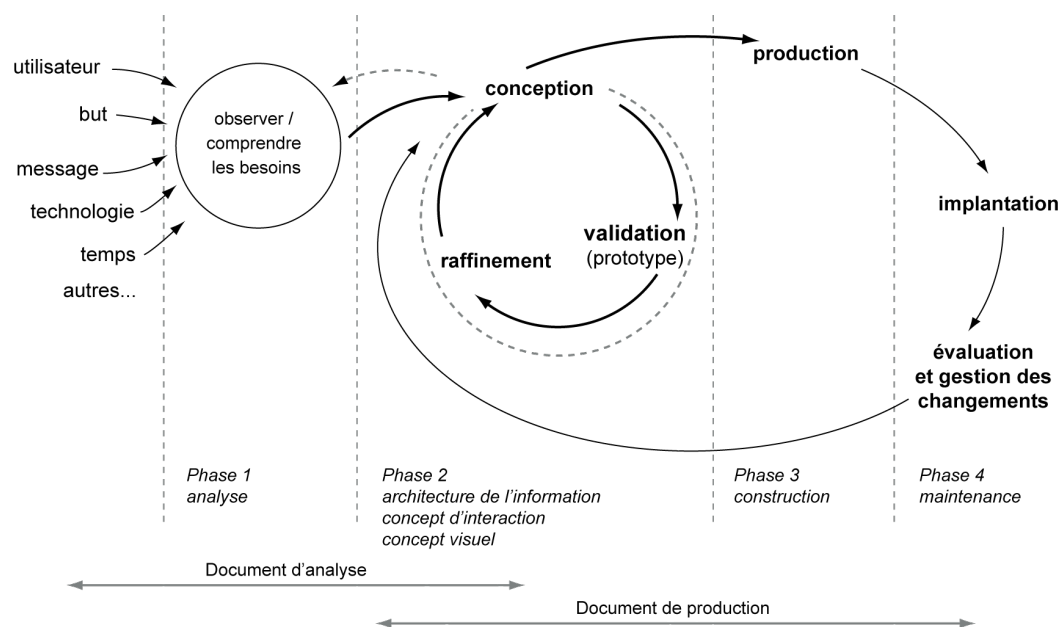 utilisateur
but
message
technologie
temps
autres...
observer /
comprendre
les besoins
conception
validation
(prototype)
raffinement
production
implantation
évaluation
et gestion des
changements
Phase 1
analyse
Phase 2
architecture de l’information
concept d’interaction
concept visuel
Phase 3
construction
Phase 4
maintenance
Document d’analyse
Document de production